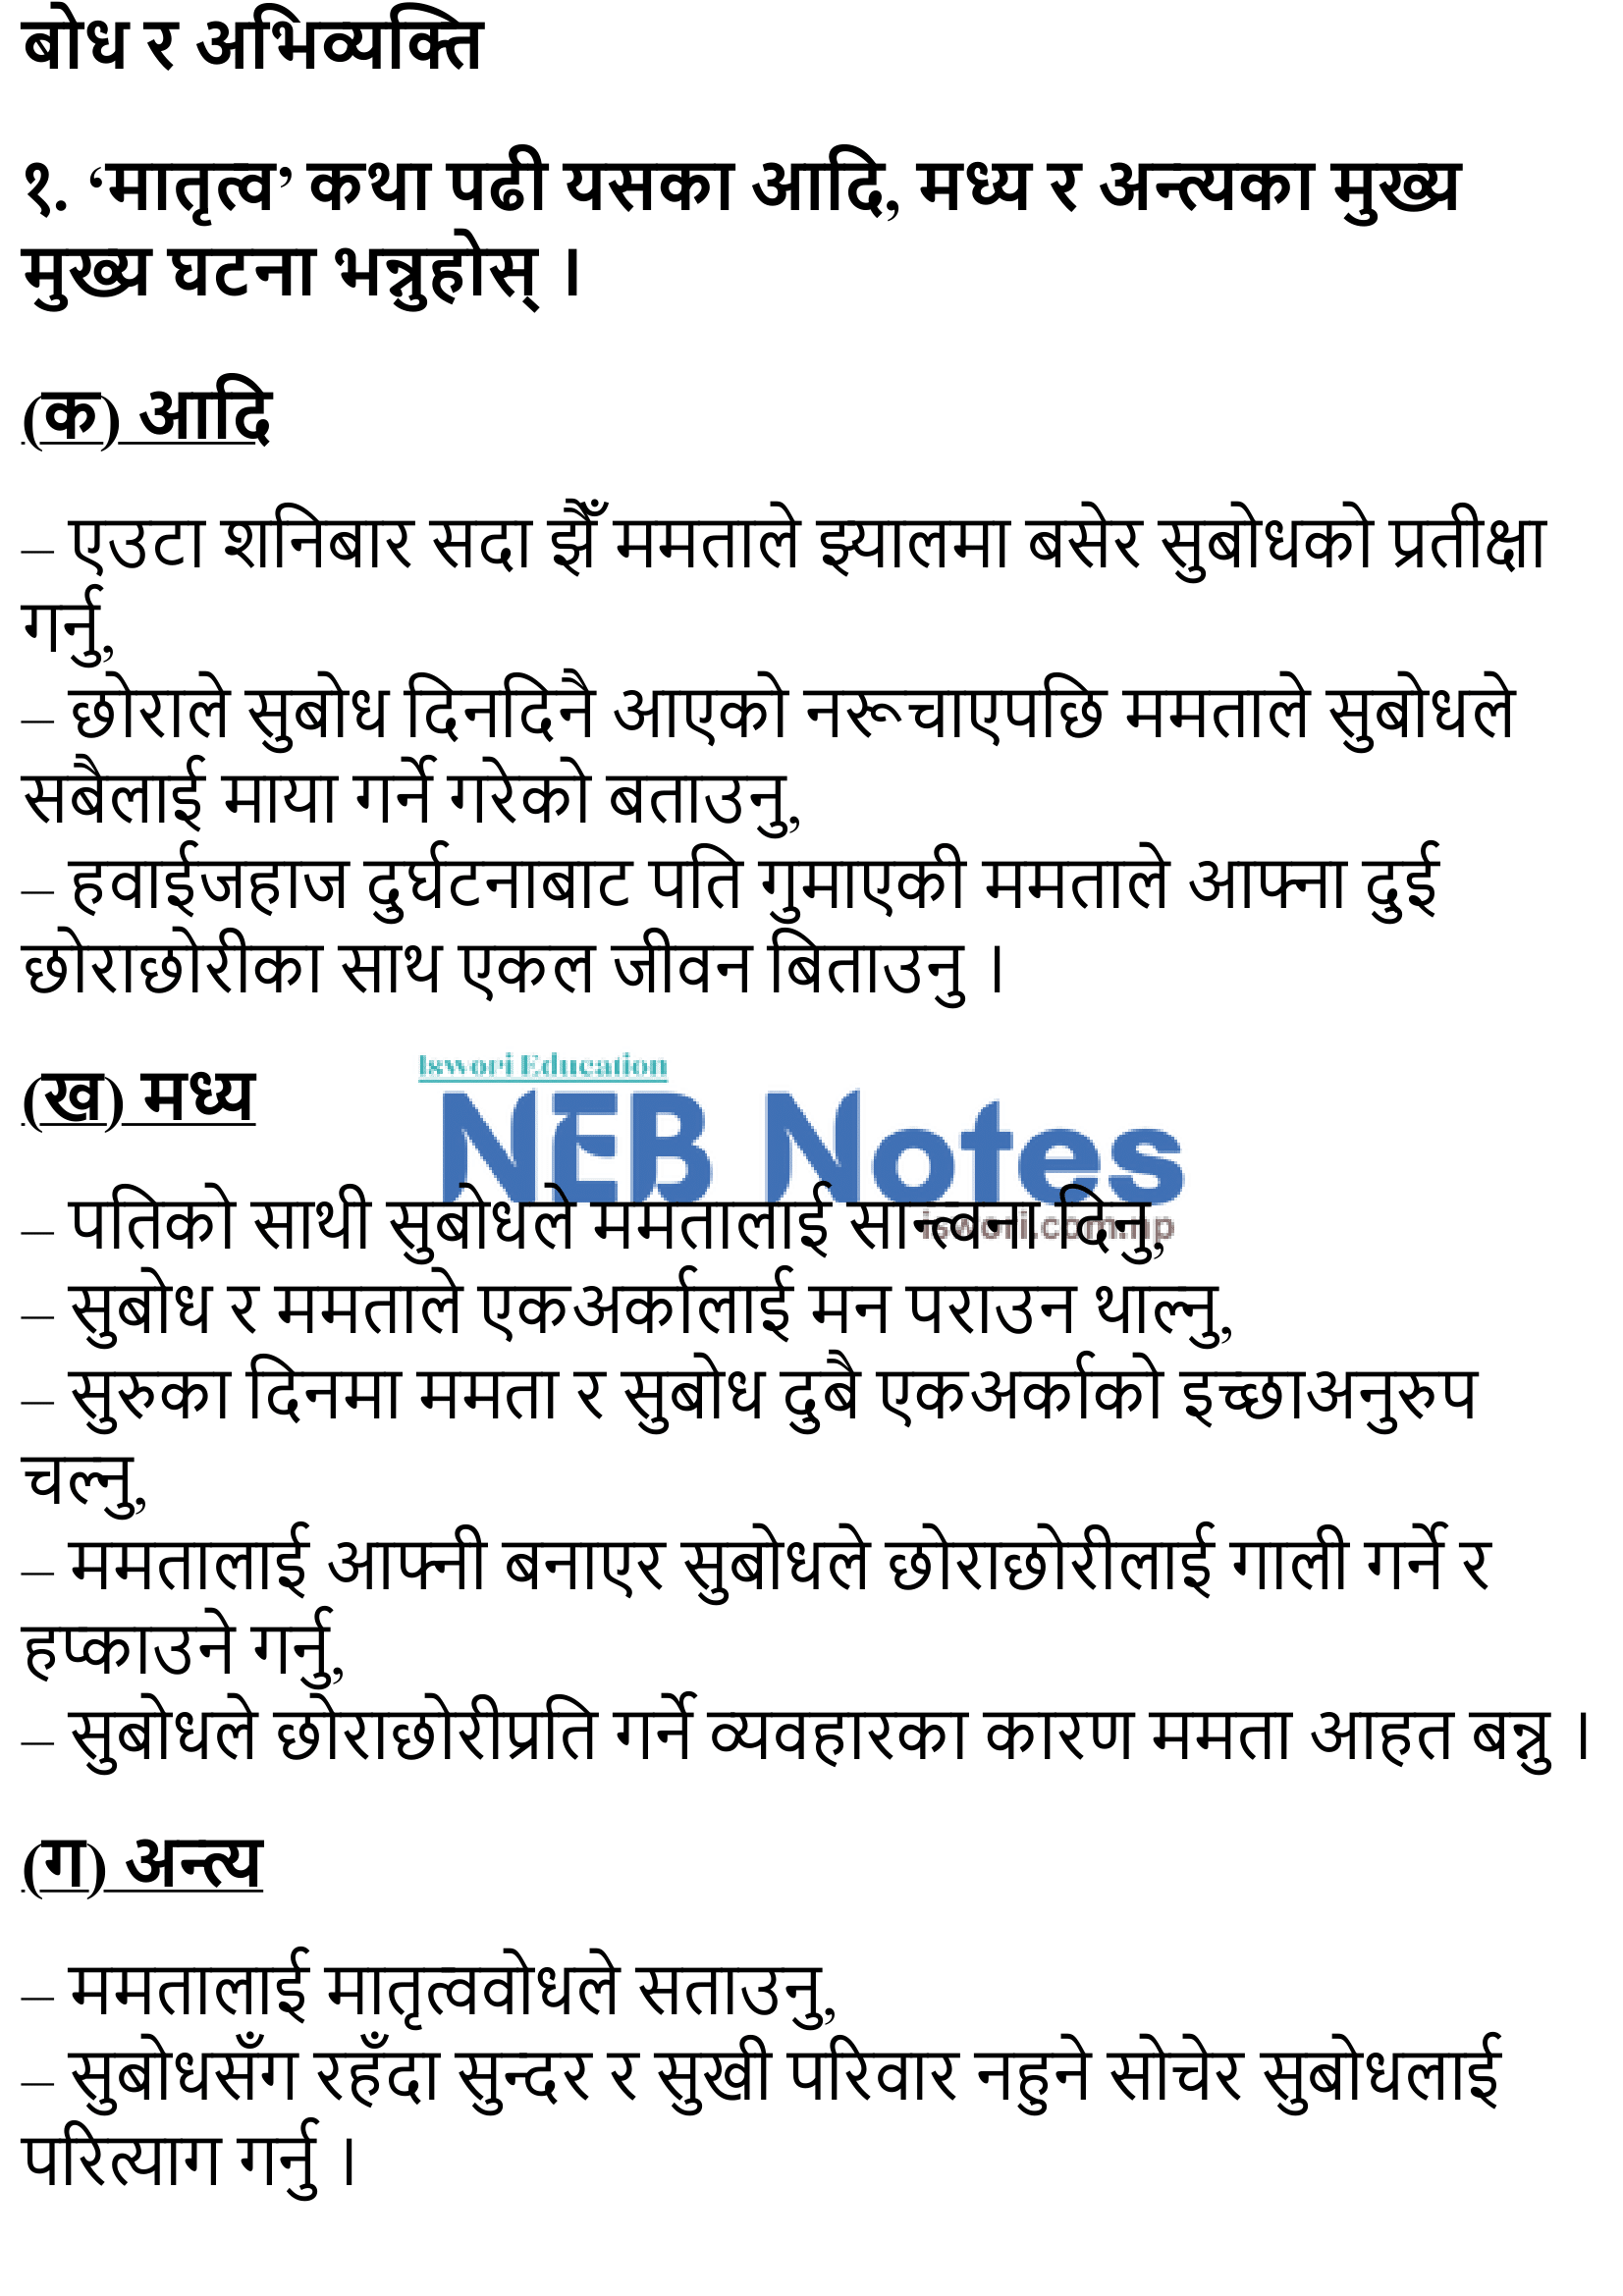 बोध र अभिव्यक्ति
१. ‘मातृत्व’ कथा पढी यसका आदि, मध्य र अन्त्यका मुख्य
मुख्य घटना भन्नुहोस् ।
(क) आदि
– एउटा शनिबार सदा झैँ ममताले झ्यालमा बसेर सुबोधको प्रतीक्षा
गर्नु,
– छोराले सुबोध दिनदिनै आएको नरूचाएपछि ममताले सुबोधले
सबैलाई माया गर्ने गरेको बताउनु,
– हवाईजहाज दुर्घटनाबाट पति गुमाएकी ममताले आफ्ना दुई
छोराछोरीका साथ एकल जीवन बिताउनु ।
Iswori Education
(ख) मध्य
NEB Notes
– पतिको साथी सुबोधले ममतालाई सान्त्वना दिनु,
iswori.com.np
– सुबोध र ममताले एकअर्कालाई मन पराउन थाल्नु,
– सुरुका दिनमा ममता र सुबोध दुबै एकअर्काको इच्छाअनुरुप
चल्नु,
– ममतालाई आफ्नी बनाएर सुबोधले छोराछोरीलाई गाली गर्ने र
हप्काउने गर्नु,
– सुबोधले छोराछोरीप्रति गर्ने व्यवहारका कारण ममता आहत बन्नु ।
(ग) अन्त्य
– ममतालाई मातृत्ववोधले सताउनु,
– सुबोधसँग रहँदा सुन्दर र सुखी परिवार नहुने सोचेर सुबोधलाई
परित्याग गर्नु ।